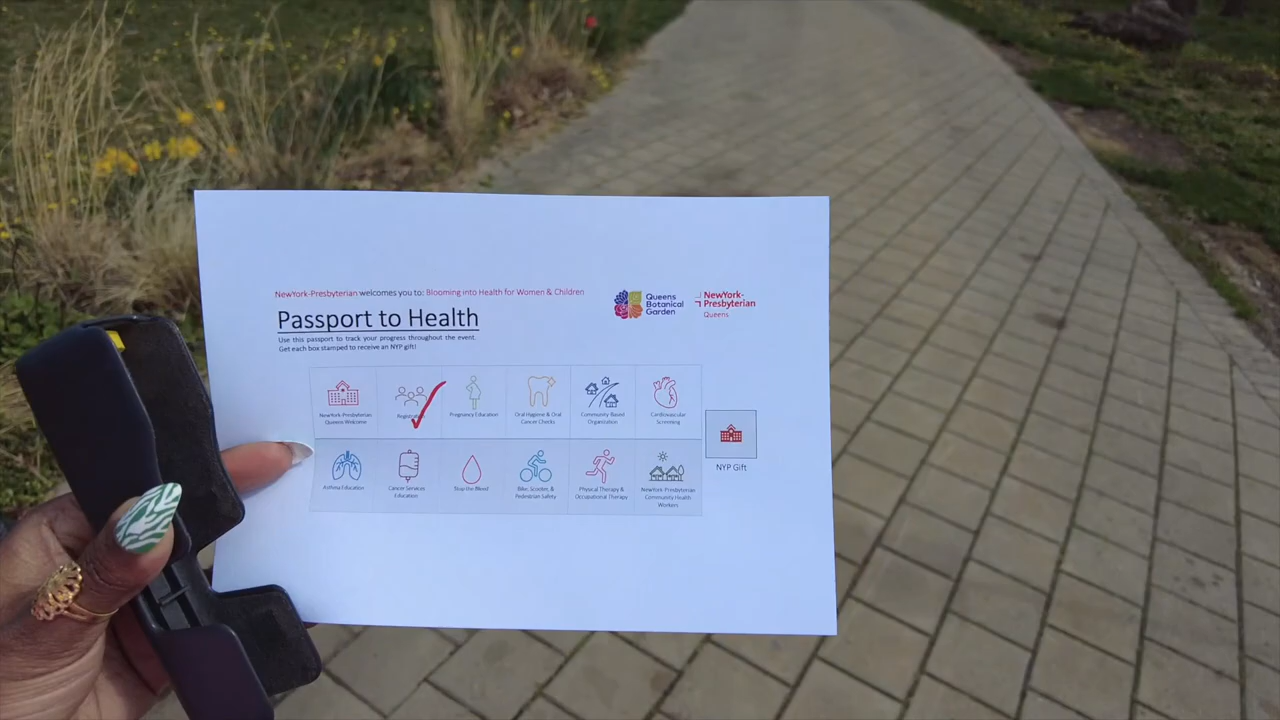 NewYork-Presbyterian welcomes you to: Blooming into Health for Women & Children
Queens
Botanical
Garden
NewYork-
Presbyterian
Queens
Passport to Health
Use this passport to track your progress throughout the event.
Get each box stamped to receive an NYP gift!
NewYork-Presbyterian
Queens Welcome
Registration
Pregnancy Education
Oral Hygiene & Oral
Cancer Checks
Community Based
Organization
Cardiovascular
Screening
NYP Gift
Asthma Education
Cancer Services
Education
Stop the Bleed
Bike, Scooter, &
Pedestrian Safety
Physical Therapy &
Occupational Therapy
NewYork-Presbyterian
Community Health
Workers